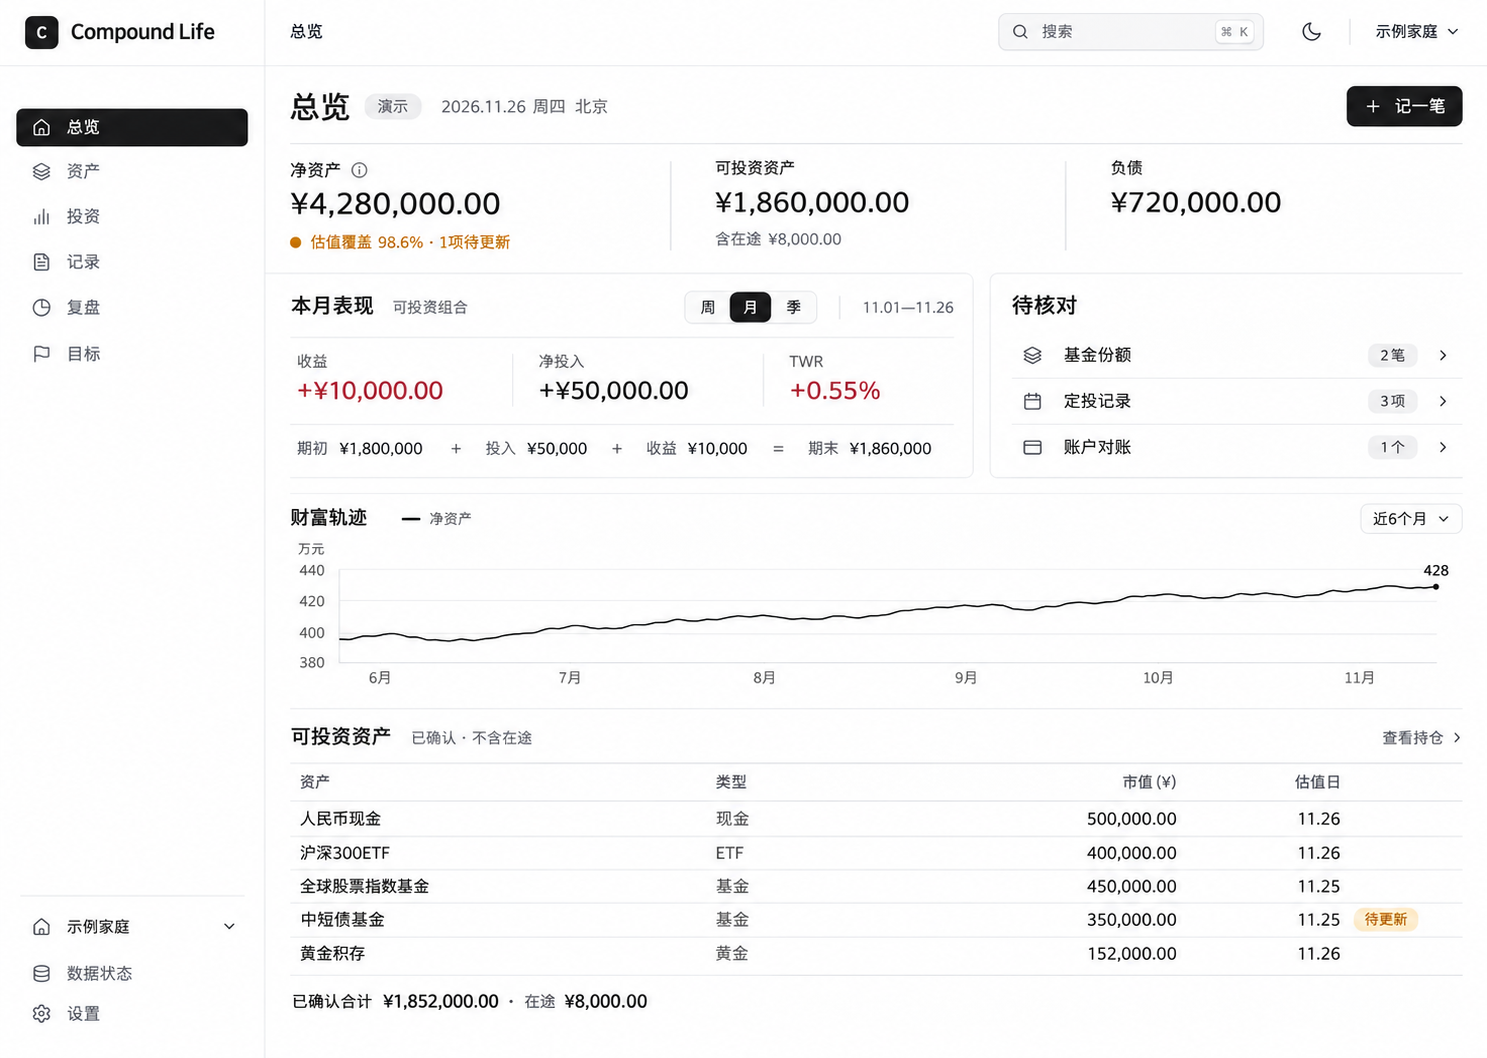 C Compound Life
总览
搜索 ⌘ K
示例家庭
总览
资产
投资
记录
复盘
目标
示例家庭
数据状态
设置
总览 演示 2026.11.26 周四 北京
+ 记一笔
净资产
¥4,280,000.00
估值覆盖 98.6% · 1项待更新
可投资资产
¥1,860,000.00
含在途 ¥8,000.00
负债
¥720,000.00
本月表现 可投资组合 周 月 季 11.01—11.26
收益 净投入 TWR
+¥10,000.00 +¥50,000.00 +0.55%
期初 ¥1,800,000 + 投入 ¥50,000 + 收益 ¥10,000 = 期末 ¥1,860,000
待核对
基金份额 2笔
定投记录 3项
账户对账 1个
财富轨迹 净资产 近6个月
万元
440
420
400
380
428
6月 7月 8月 9月 10月 11月
可投资资产 已确认 · 不含在途 查看持仓
资产 类型 市值 (¥) 估值日
人民币现金 现金 500,000.00 11.26
沪深300ETF ETF 400,000.00 11.26
全球股票指数基金 基金 450,000.00 11.25
中短债基金 基金 350,000.00 11.25 待更新
黄金积存 黄金 152,000.00 11.26
已确认合计 ¥1,852,000.00 · 在途 ¥8,000.00